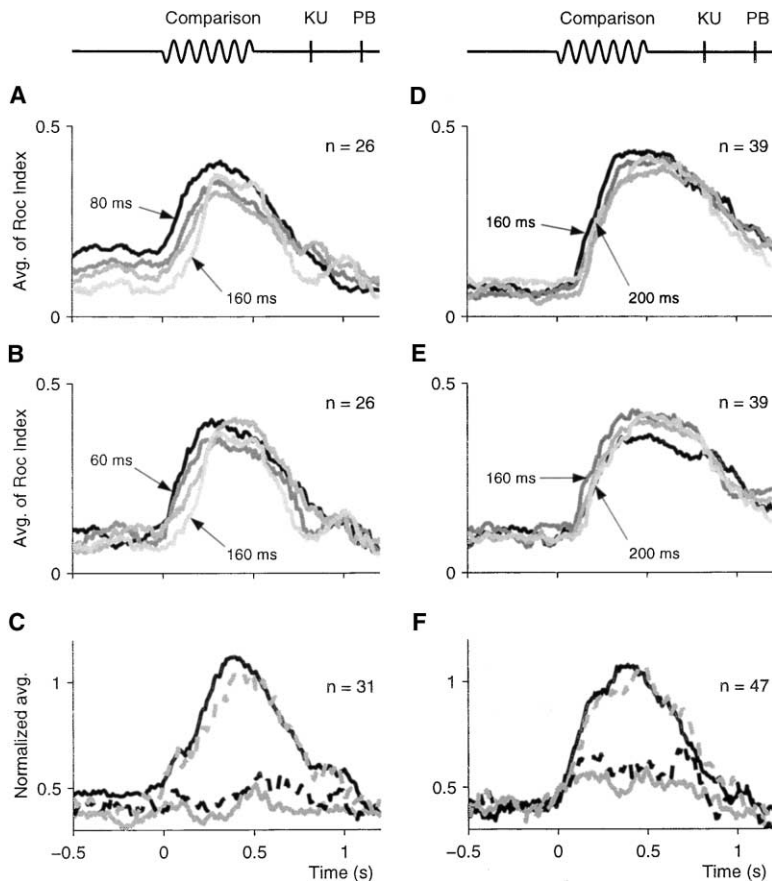 Comparison KU PB
Comparison KU PB
A
0.5
n = 26
Avg. of Roc Index
80 ms
160 ms
0
D
0.5
n = 39
160 ms
200 ms
0
B
0.5
n = 26
Avg. of Roc Index
60 ms
160 ms
0
E
0.5
n = 39
160 ms
200 ms
0
C
n = 31
Normalized avg.
1
0.5
−0.5 0 0.5 1
Time (s)
F
n = 47
1
0.5
−0.5 0 0.5 1
Time (s)